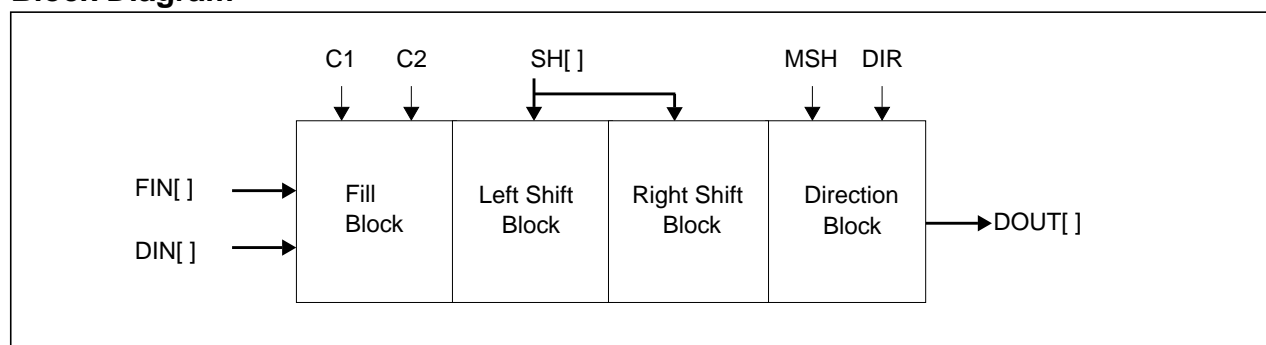 Block Diagram
C1 C2 SH[ ] MSH DIR
FIN[ ]
DIN[ ]
Fill
Block
Left Shift
Block
Right Shift
Block
Direction
Block
DOUT[ ]